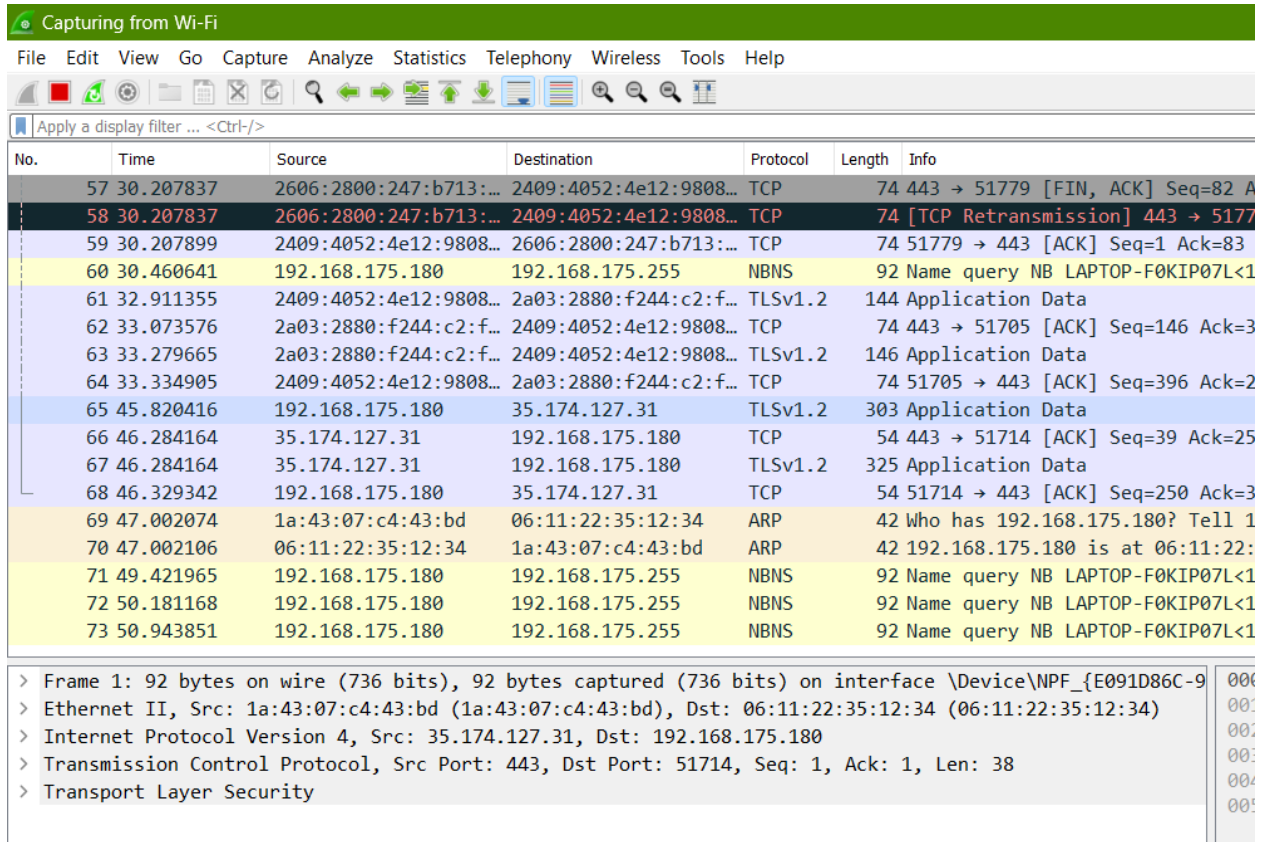 Capturing from Wi-Fi
File Edit View Go Capture Analyze Statistics Telephony Wireless Tools Help
Apply a display filter ... <Ctrl-/>
No. Time Source Destination Protocol Length Info
57 30.207837 2606:2800:247:b713:… 2409:4052:4e12:9808… TCP 74 443 → 51779 [FIN, ACK] Seq=82 A
58 30.207837 2606:2800:247:b713:… 2409:4052:4e12:9808… TCP 74 [TCP Retransmission] 443 → 5177
59 30.207899 2409:4052:4e12:9808… 2606:2800:247:b713:… TCP 74 51779 → 443 [ACK] Seq=1 Ack=83
60 30.460641 192.168.175.180 192.168.175.255 NBNS 92 Name query NB LAPTOP-F0KIP07L<1
61 32.911355 2409:4052:4e12:9808… 2a03:2880:f244:c2:f… TLSv1.2 144 Application Data
62 33.073576 2a03:2880:f244:c2:f… 2409:4052:4e12:9808… TCP 74 443 → 51705 [ACK] Seq=146 Ack=3
63 33.279665 2a03:2880:f244:c2:f… 2409:4052:4e12:9808… TLSv1.2 146 Application Data
64 33.334905 2409:4052:4e12:9808… 2a03:2880:f244:c2:f… TCP 74 51705 → 443 [ACK] Seq=396 Ack=2
65 45.820416 192.168.175.180 35.174.127.31 TLSv1.2 303 Application Data
66 46.284164 35.174.127.31 192.168.175.180 TCP 54 443 → 51714 [ACK] Seq=39 Ack=25
67 46.284164 35.174.127.31 192.168.175.180 TLSv1.2 325 Application Data
68 46.329342 192.168.175.180 35.174.127.31 TCP 54 51714 → 443 [ACK] Seq=250 Ack=3
69 47.002074 1a:43:07:c4:43:bd 06:11:22:35:12:34 ARP 42 Who has 192.168.175.180? Tell 1
70 47.002106 06:11:22:35:12:34 1a:43:07:c4:43:bd ARP 42 192.168.175.180 is at 06:11:22:
71 49.421965 192.168.175.180 192.168.175.255 NBNS 92 Name query NB LAPTOP-F0KIP07L<1
72 50.181168 192.168.175.180 192.168.175.255 NBNS 92 Name query NB LAPTOP-F0KIP07L<1
73 50.943851 192.168.175.180 192.168.175.255 NBNS 92 Name query NB LAPTOP-F0KIP07L<1
> Frame 1: 92 bytes on wire (736 bits), 92 bytes captured (736 bits) on interface \Device\NPF_{E091D86C-9
> Ethernet II, Src: 1a:43:07:c4:43:bd (1a:43:07:c4:43:bd), Dst: 06:11:22:35:12:34 (06:11:22:35:12:34)
> Internet Protocol Version 4, Src: 35.174.127.31, Dst: 192.168.175.180
> Transmission Control Protocol, Src Port: 443, Dst Port: 51714, Seq: 1, Ack: 1, Len: 38
> Transport Layer Security